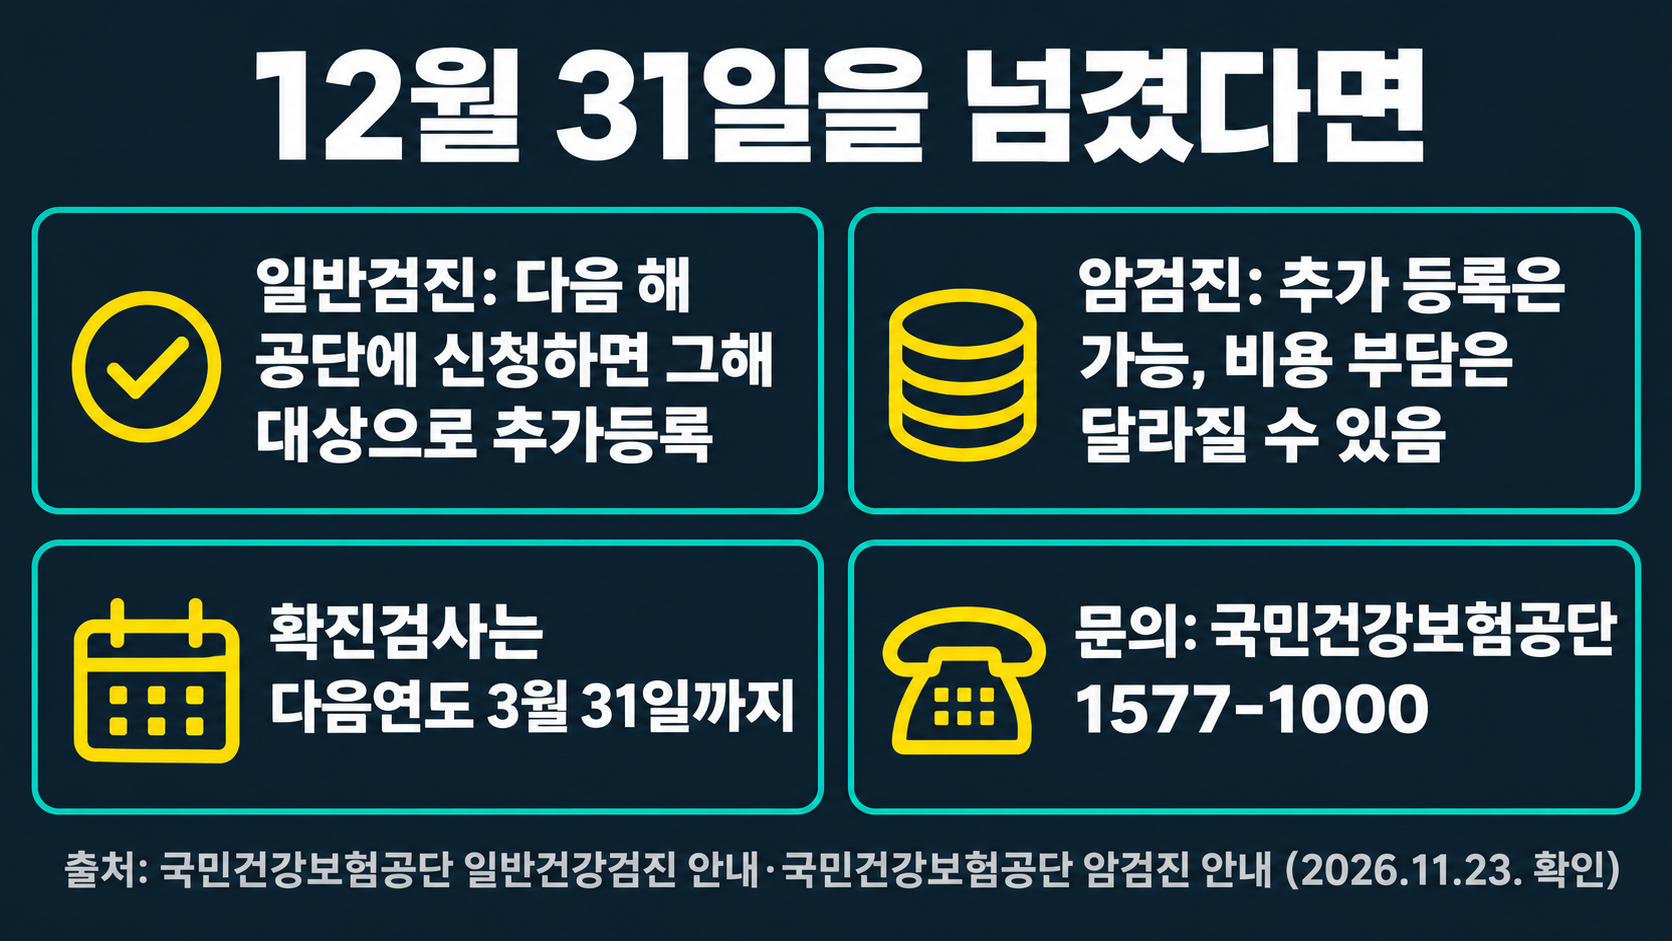 12월 31일을 넘겼다면
일반검진: 다음 해
공단에 신청하면 그해
대상으로 추가등록
암검진: 추가 등록은
가능, 비용 부담은
달라질 수 있음
확진검사는
다음연도 3월 31일까지
문의: 국민건강보험공단
1577-1000
출처: 국민건강보험공단 일반건강검진 안내·국민건강보험공단 암검진 안내 (2026.11.23. 확인)